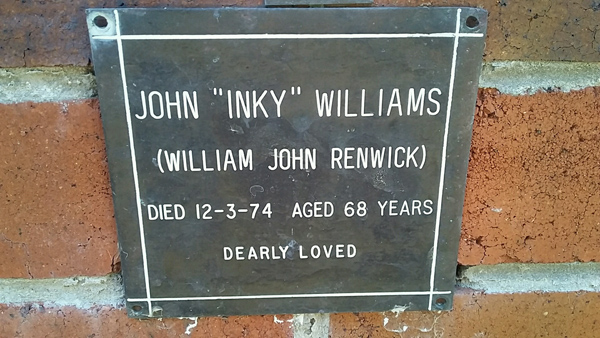 JOHN "INKY" WILLIAMS
(WILLIAM JOHN RENWICK)
DIED 12-3-74 AGED 68 YEARS
DEARLY LOVED